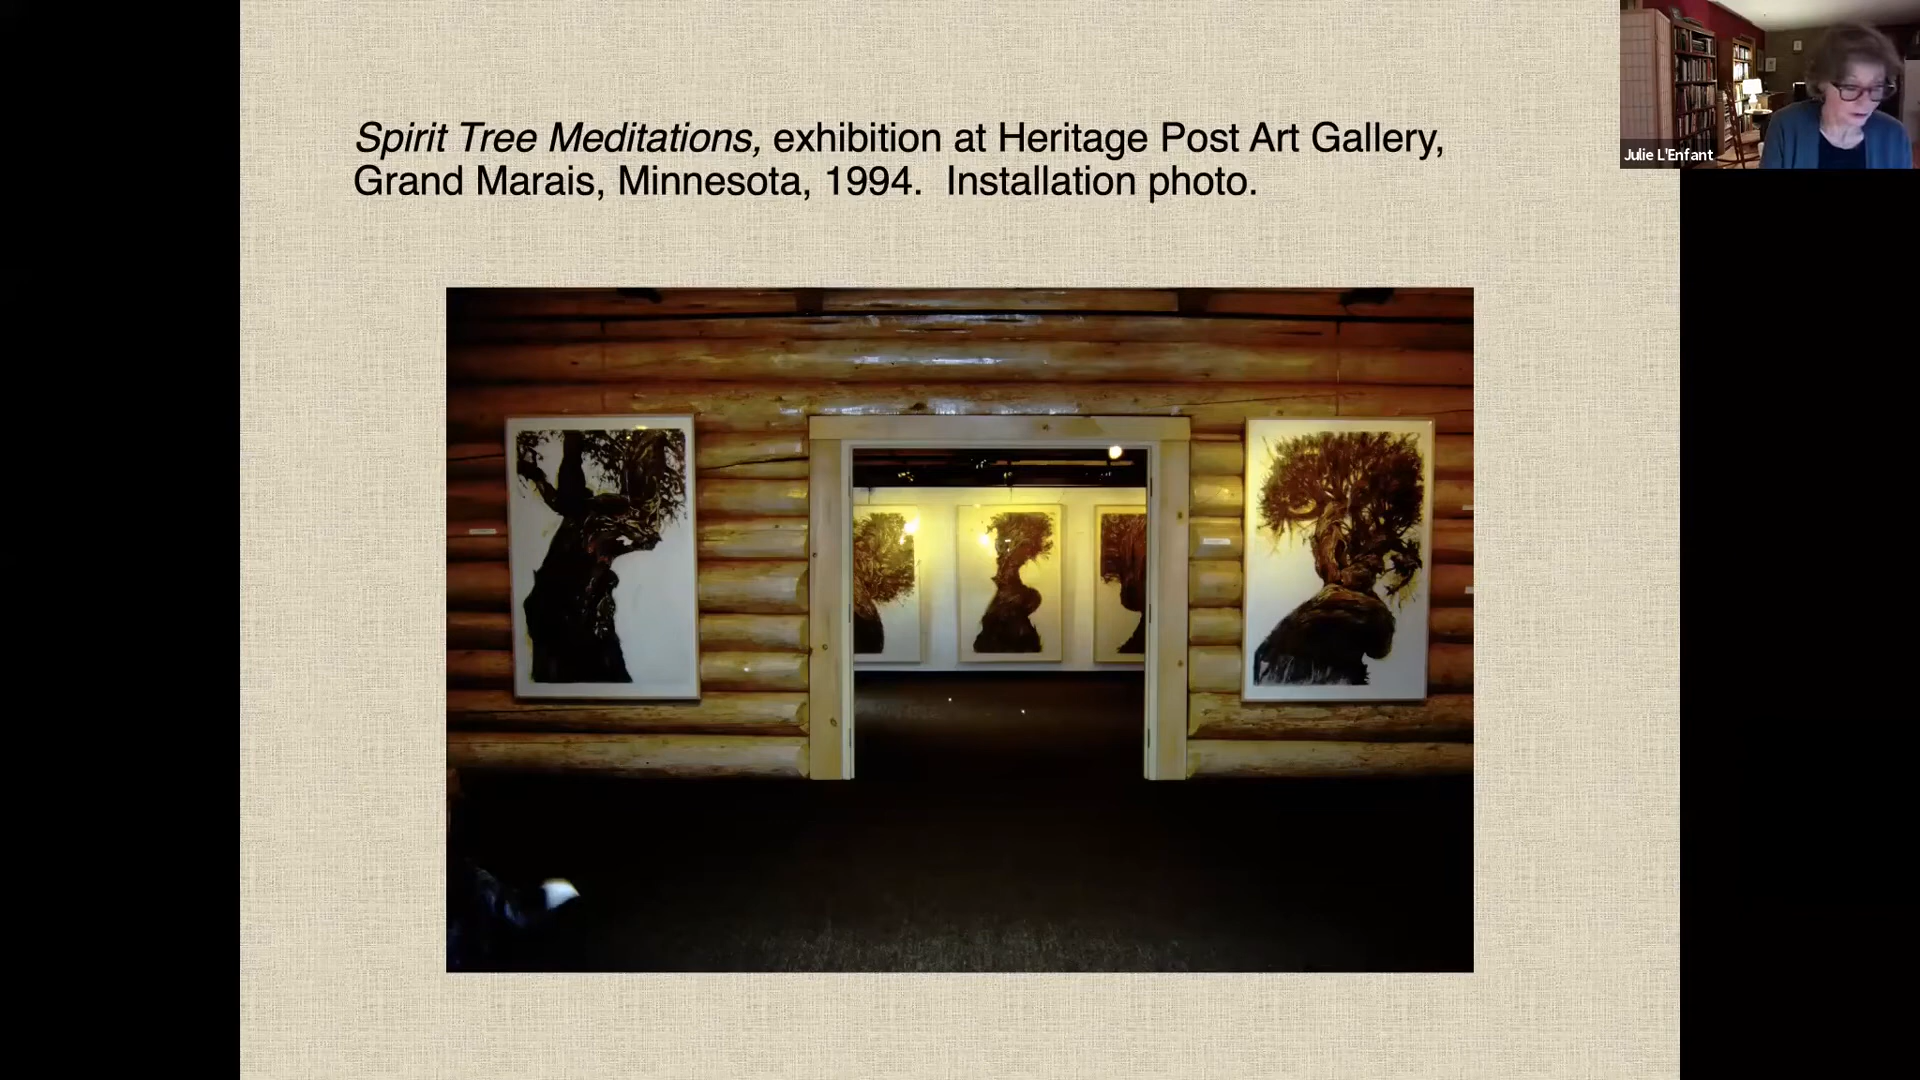 Spirit Tree Meditations, exhibition at Heritage Post Art Gallery,
Grand Marais, Minnesota, 1994.  Installation photo.
Julie L'Enfant